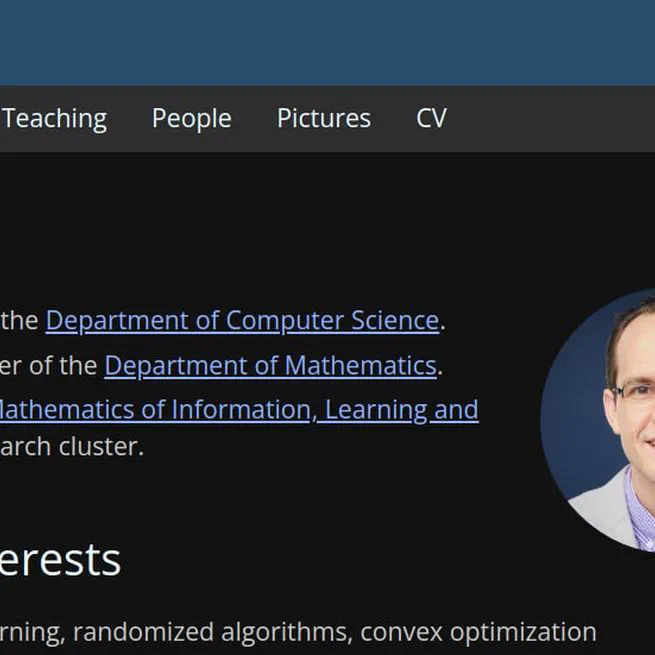 Teaching People Pictures CV
the Department of Computer Science.
er of the Department of Mathematics.
Mathematics of Information, Learning and
arch cluster.
erests
rning, randomized algorithms, convex optimization